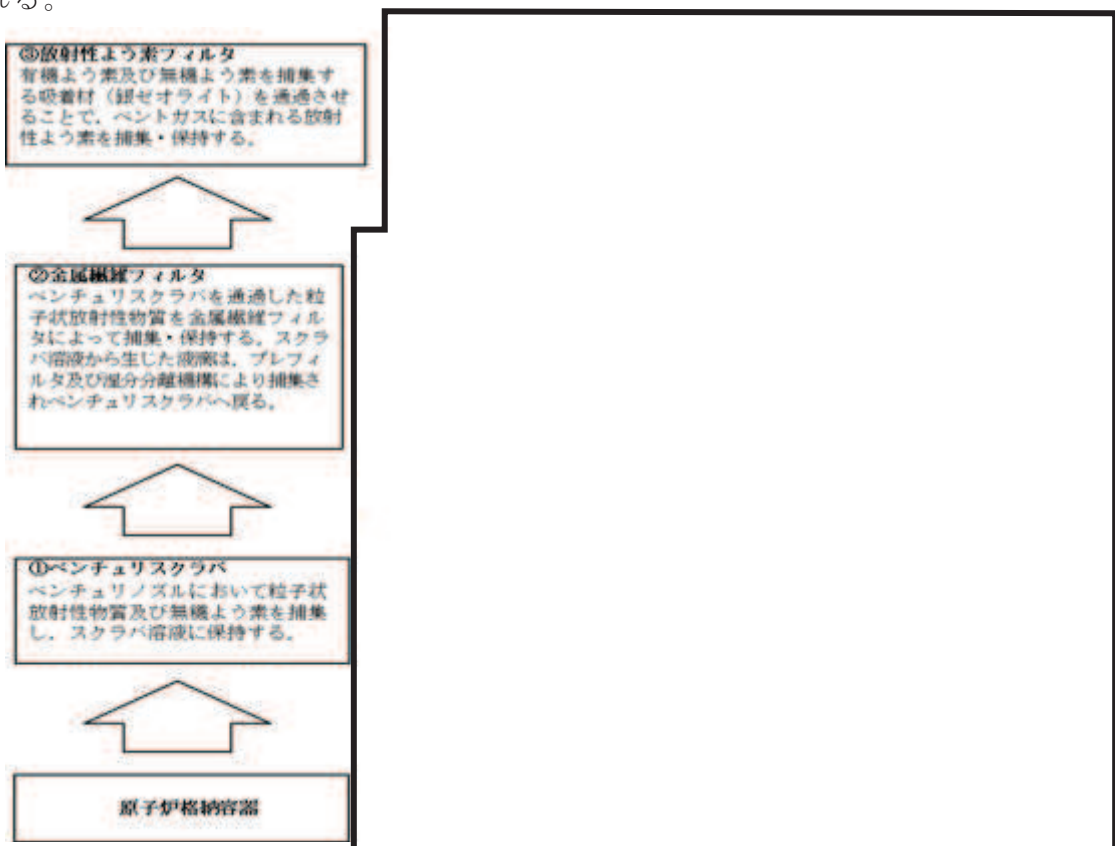 れる。
③放射性よう素フィルタ
有機よう素及び無機よう素を捕集す
る吸着材（銀ゼオライト）を通過させ
ることで，ベントガスに含まれる放射
性よう素を捕集・保持する。
②金属繊維フィルタ
ベンチュリスクラバを通過した粒
子状放射性物質を金属繊維フィル
タによって捕集・保持する。スクラ
バ溶液から生じた液滴は，プレフィ
ルタ及び湿分分離機構により捕集さ
れベンチュリスクラバへ戻る。
①ベンチュリスクラバ
ベンチュリノズルにおいて粒子状
放射性物質及び無機よう素を捕集
し，スクラバ溶液に保持する。
原子炉格納容器